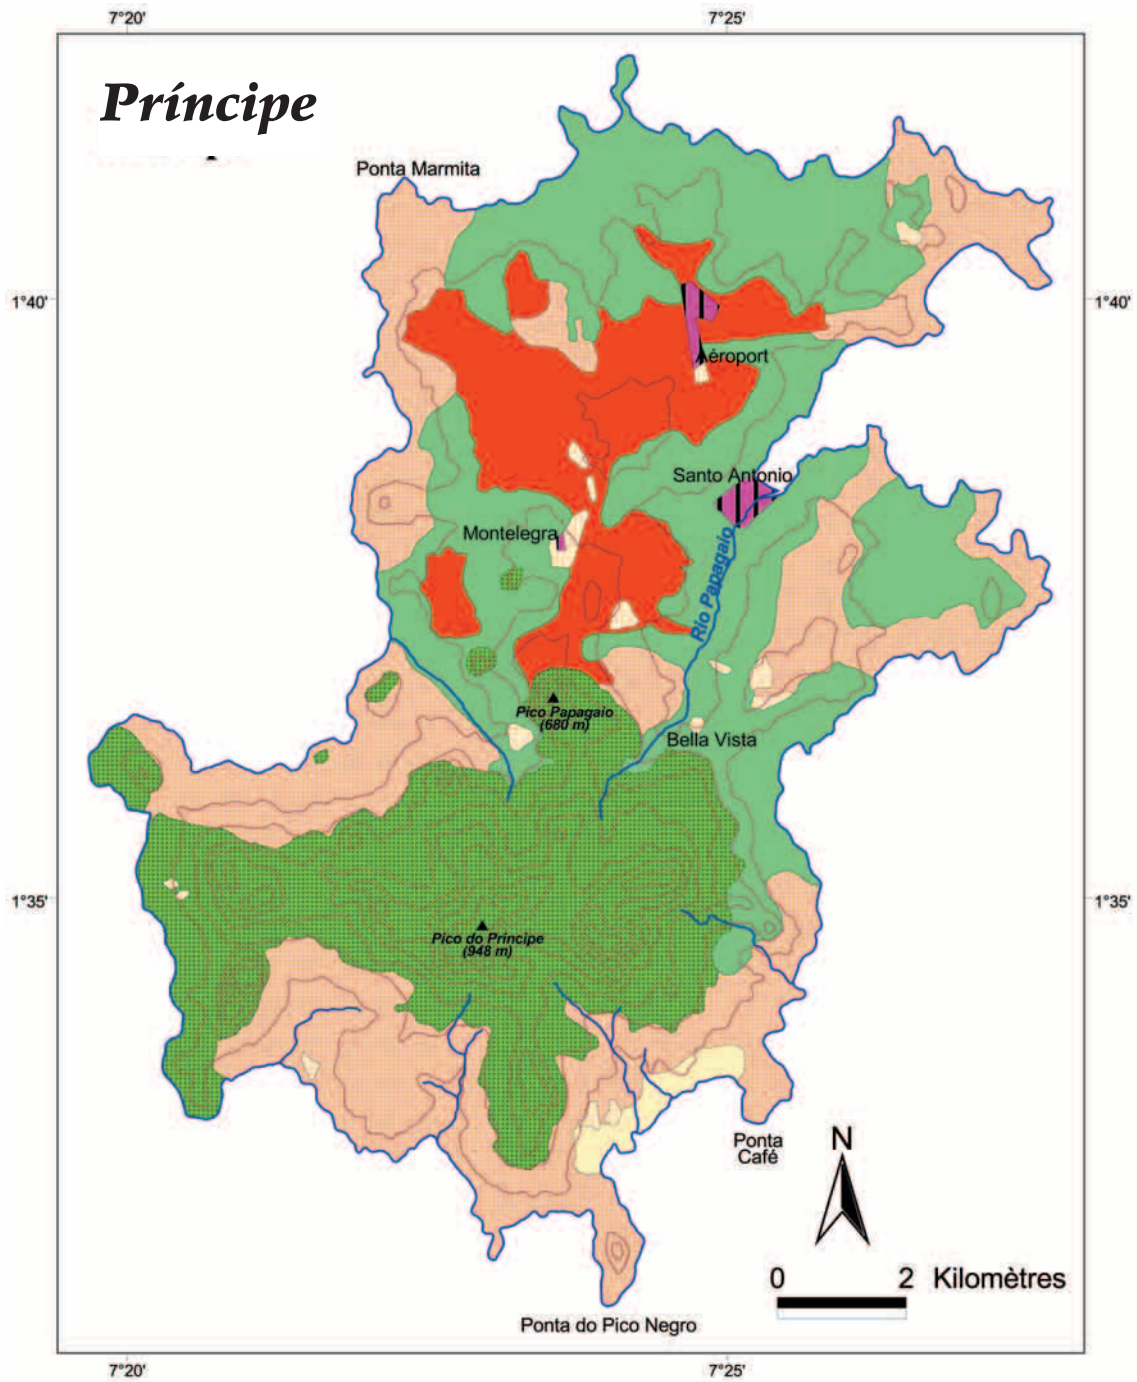 7°20' 7°25'
Príncipe
Ponta Marmita
1°40' 1°40'
Aéroport
Santo Antonio
Montelegra
Rio Papagaio
Pico Papagaio
(680 m)
Bella Vista
1°35' 1°35'
Pico do Principe
(948 m)
Ponta
Café
N
0 2 Kilomètres
Ponta do Pico Negro
7°20' 7°25'